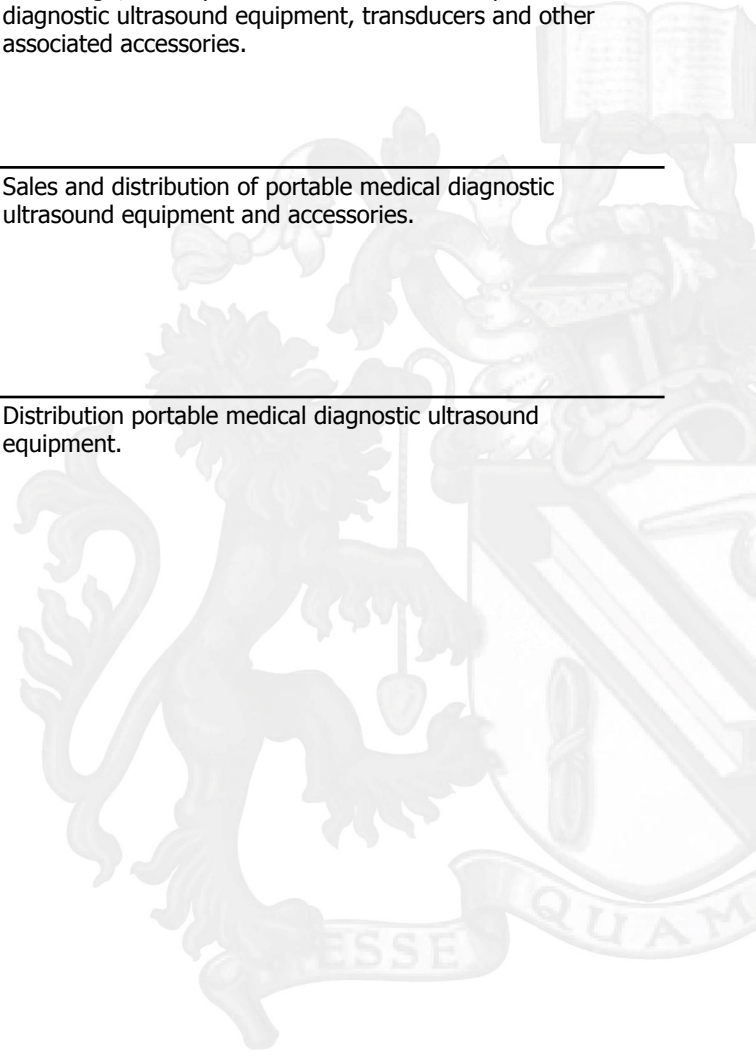 diagnostic ultrasound equipment, transducers and other
associated accessories.
Sales and distribution of portable medical diagnostic
ultrasound equipment and accessories.
Distribution portable medical diagnostic ultrasound
equipment.
ESSE QUAM